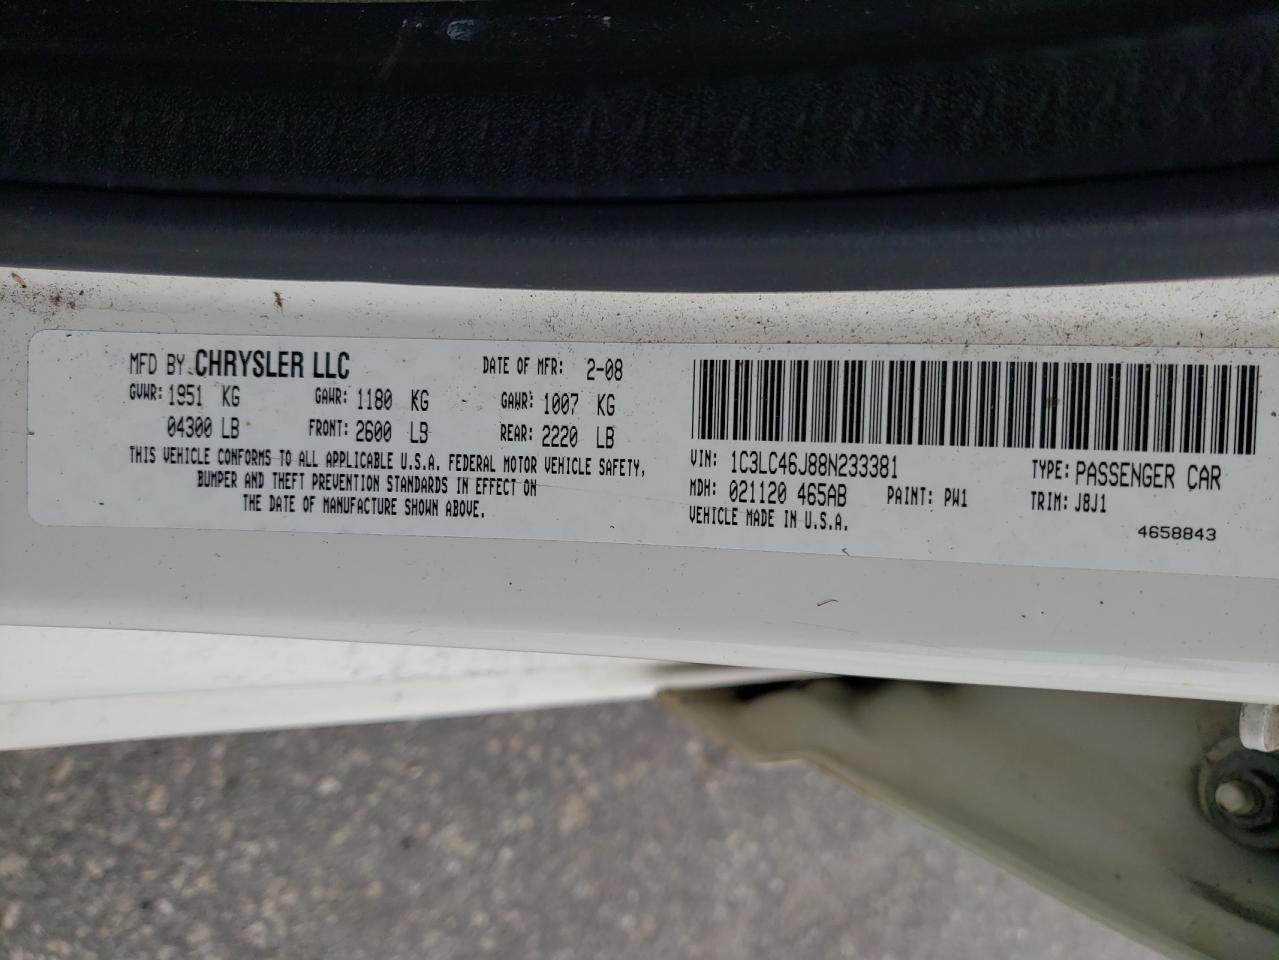 MFD BY CHRYSLER LLC DATE OF MFR: 2-08
GVWR: 1951 KG GAWR: 1180 KG GAWR: 1007 KG
04300 LB FRONT: 2600 LB REAR: 2220 LB
THIS VEHICLE CONFORMS TO ALL APPLICABLE U.S.A. FEDERAL MOTOR VEHICLE SAFETY,
BUMPER AND THEFT PREVENTION STANDARDS IN EFFECT ON
THE DATE OF MANUFACTURE SHOWN ABOVE.
VIN: 1C3LC46J88N233381 TYPE: PASSENGER CAR
MDH: 021120 465AB PAINT: PW1 TRIM: J8J1
VEHICLE MADE IN U.S.A.
4658843